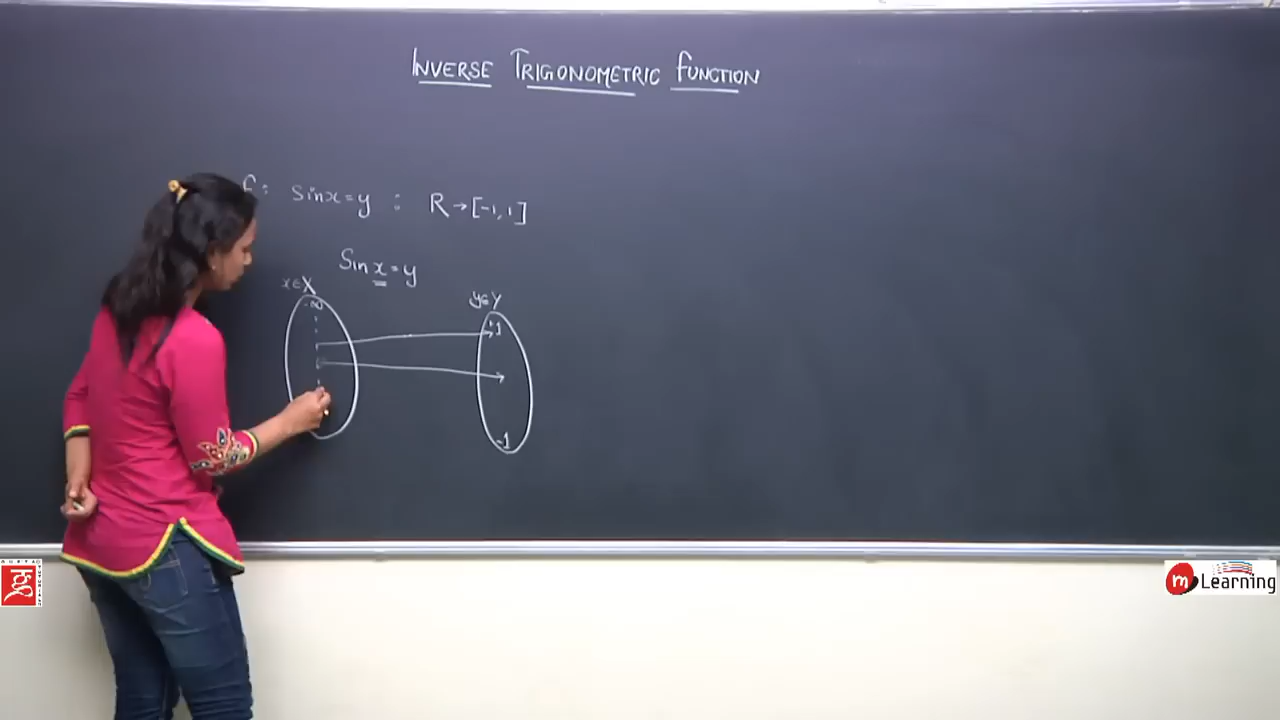 INVERSE TRIGONOMETRIC FUNCTION
f: sinx=y : R→[-1,1]
Sin x=y
x∈X
y∈Y
-∞
+1
-1
m Learning